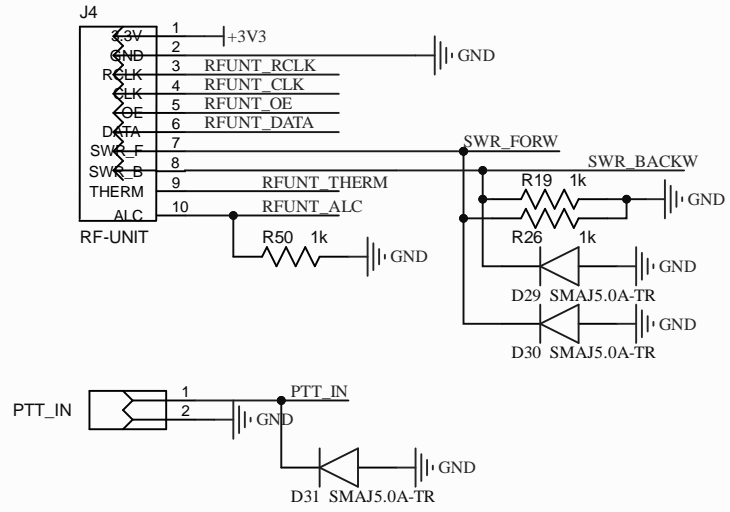 J4
3.3V 1 +3V3
GND 2 GND
RCLK 3 RFUNT_RCLK
CLK 4 RFUNT_CLK
OE 5 RFUNT_OE
DATA 6 RFUNT_DATA
SWR_F 7 SWR_FORW
SWR_B 8 SWR_BACKW
THERM 9 RFUNT_THERM
ALC 10 RFUNT_ALC
RF-UNIT
R19 1k GND
R26 1k
R50 1k GND
GND
D29 SMAJ5.0A-TR
GND
D30 SMAJ5.0A-TR
PTT_IN 1 PTT_IN
2 GND
GND
D31 SMAJ5.0A-TR